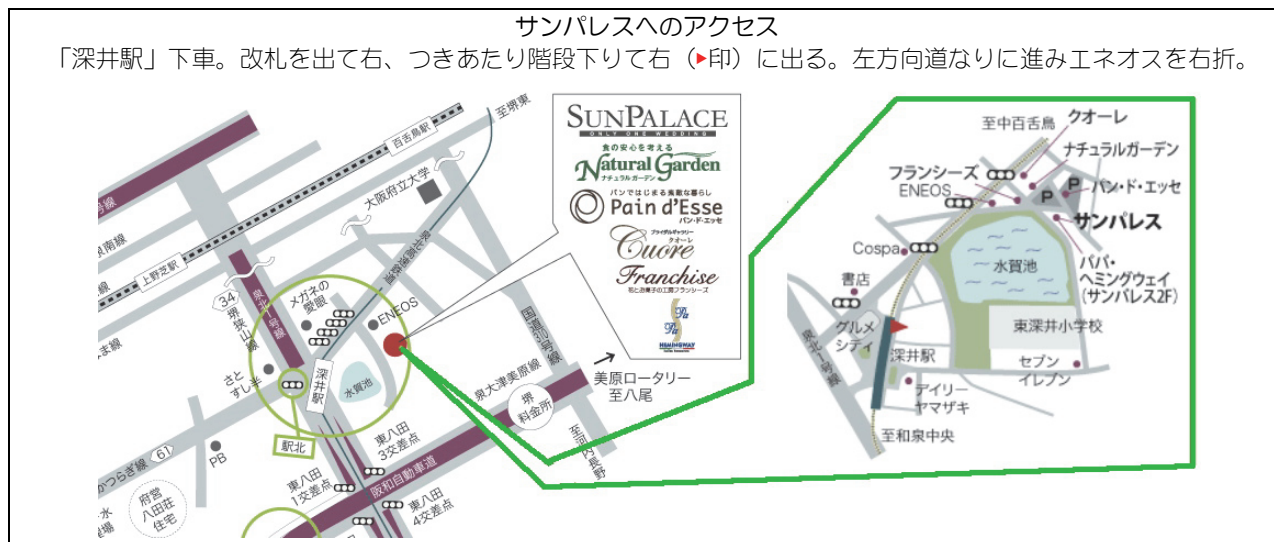 サンパレスへのアクセス
「深井駅」下車。改札を出て右、つきあたり階段下りて右（▶印）に出る。左方向道なりに進みエネオスを右折。
至堺東
百舌鳥駅
大阪府立大学
号線
泉南線
上野芝駅
泉北高速鉄道
34
堺狭山線
泉北1号線
メガネの
愛眼
ENEOS
ま線
さと
すし半
深井駅
水賀池
駅北
かつらぎ線
61
PB
府営
八田荘
住宅
東八田
3交差点
東八田
1交差点
東八田
4交差点
阪和自動車道
泉大津美原線
堺
料金所
至河内長野
美原ロータリー
至八尾
SUNPALACE
ONLY ONE WEDDING
食の安心を考える
Natural Garden
ナチュラルガーデン
パンではじまる素敵な暮らし
Pain d'Esse
パン・ド・エッセ
ブライダルギャラリー
クオーレ
Cuore
Franchise
花とお菓子の工房フランシーズ
HEMINGWAY
至中百舌鳥
クオーレ
ナチュラルガーデン
フランシーズ
ENEOS
P
P
パン・ド・エッセ
サンパレス
Cospa
水賀池
パパ・
ヘミングウェイ
(サンパレス2F)
書店
グルメ
シティ
東深井小学校
泉北1号線
深井駅
セブン
イレブン
デイリー
ヤマザキ
至和泉中央